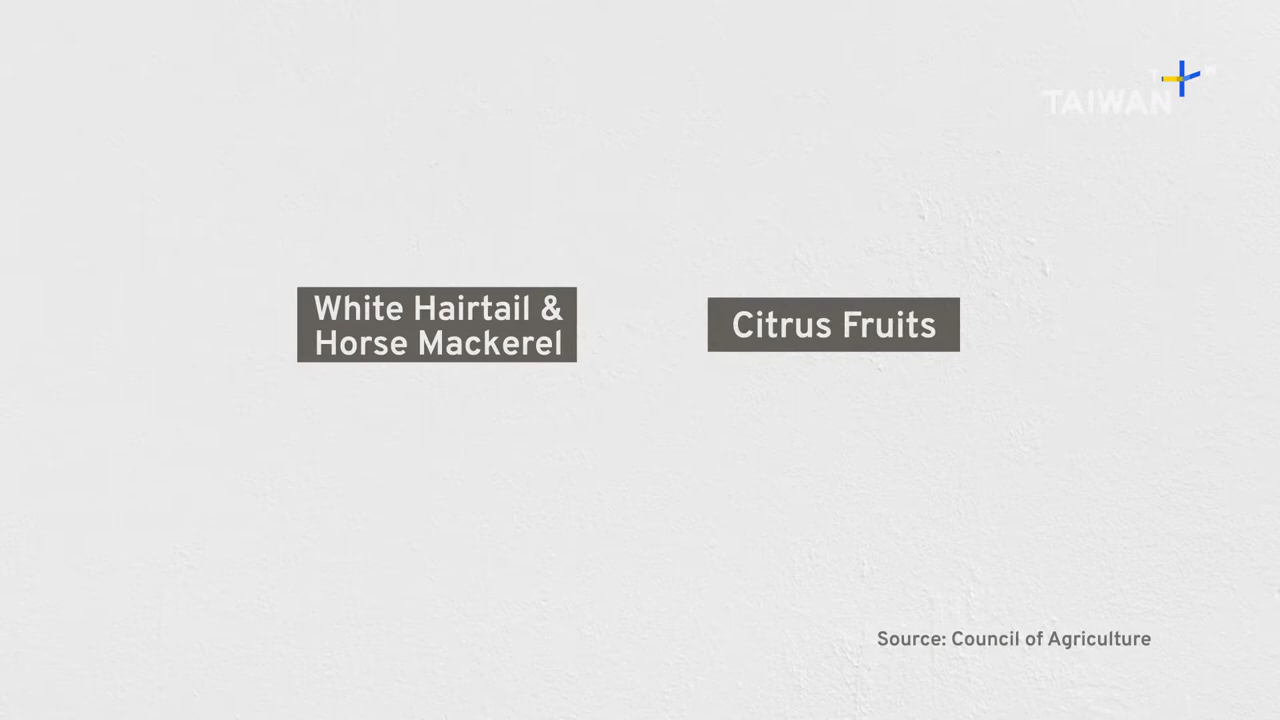 TAIWAN
White Hairtail &
Horse Mackerel
Citrus Fruits
Source: Council of Agriculture